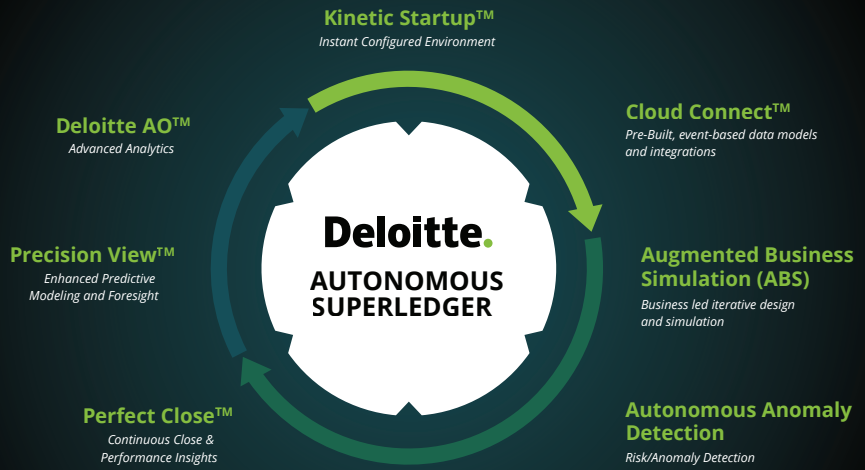 Kinetic Startup™
Instant Configured Environment
Cloud Connect™
Pre-Built, event-based data models
and integrations
Augmented Business
Simulation (ABS)
Business led iterative design
and simulation
Autonomous Anomaly
Detection
Risk/Anomaly Detection
Perfect Close™
Continuous Close &
Performance Insights
Precision View™
Enhanced Predictive
Modeling and Foresight
Deloitte AO™
Advanced Analytics
Deloitte.
AUTONOMOUS
SUPERLEDGER